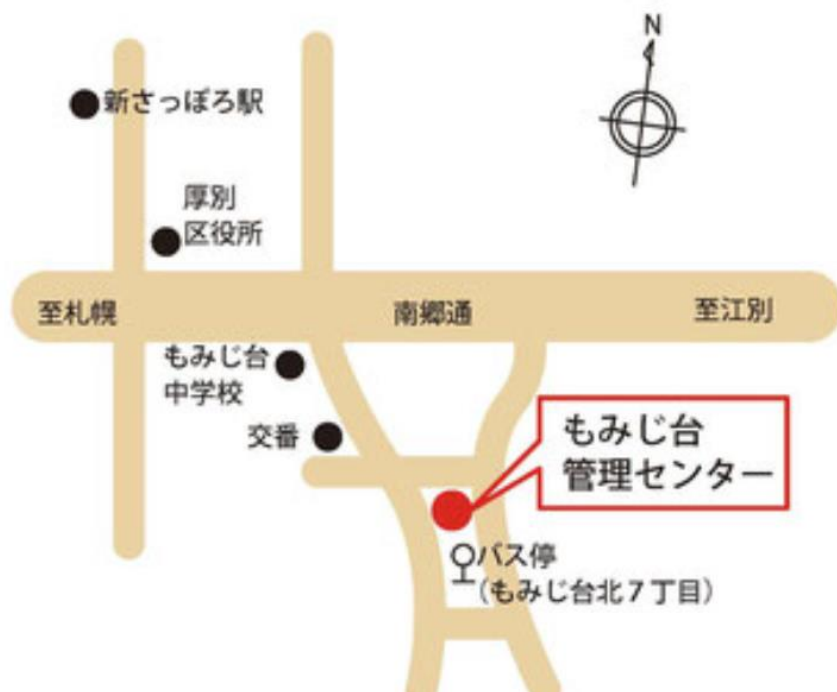 N
新さっぽろ駅
厚別
区役所
至札幌
南郷通
至江別
もみじ台
中学校
交番
もみじ台
管理センター
バス停
(もみじ台北7丁目)